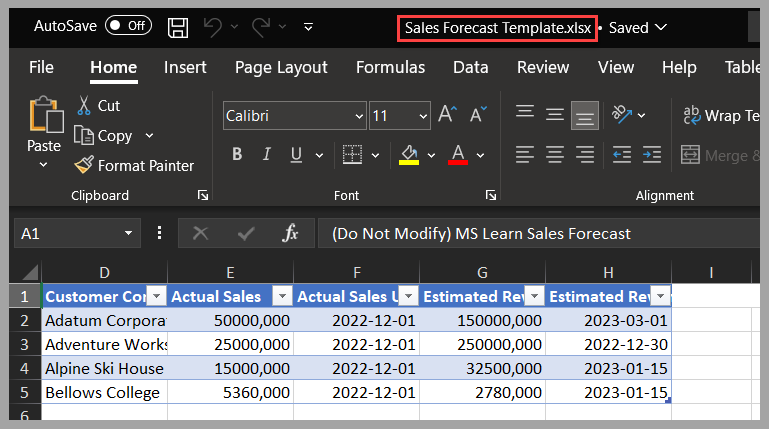 AutoSave Off Sales Forecast Template.xlsx • Saved
File Home Insert Page Layout Formulas Data Review View Help Table
Paste
Cut
Copy
Format Painter
Clipboard
Calibri 11
B I U A
Font
Wrap Te
Merge &
Alignment
A1 fx (Do Not Modify) MS Learn Sales Forecast
D E F G H I
1 Customer Cor Actual Sales Actual Sales U Estimated Rev Estimated Rev
2 Adatum Corporat 50000,000 2022-12-01 150000,000 2023-03-01
3 Adventure Works 25000,000 2022-12-01 250000,000 2022-12-30
4 Alpine Ski House 15000,000 2022-12-01 32500,000 2023-01-15
5 Bellows College 5360,000 2022-12-01 2780,000 2023-01-15
6